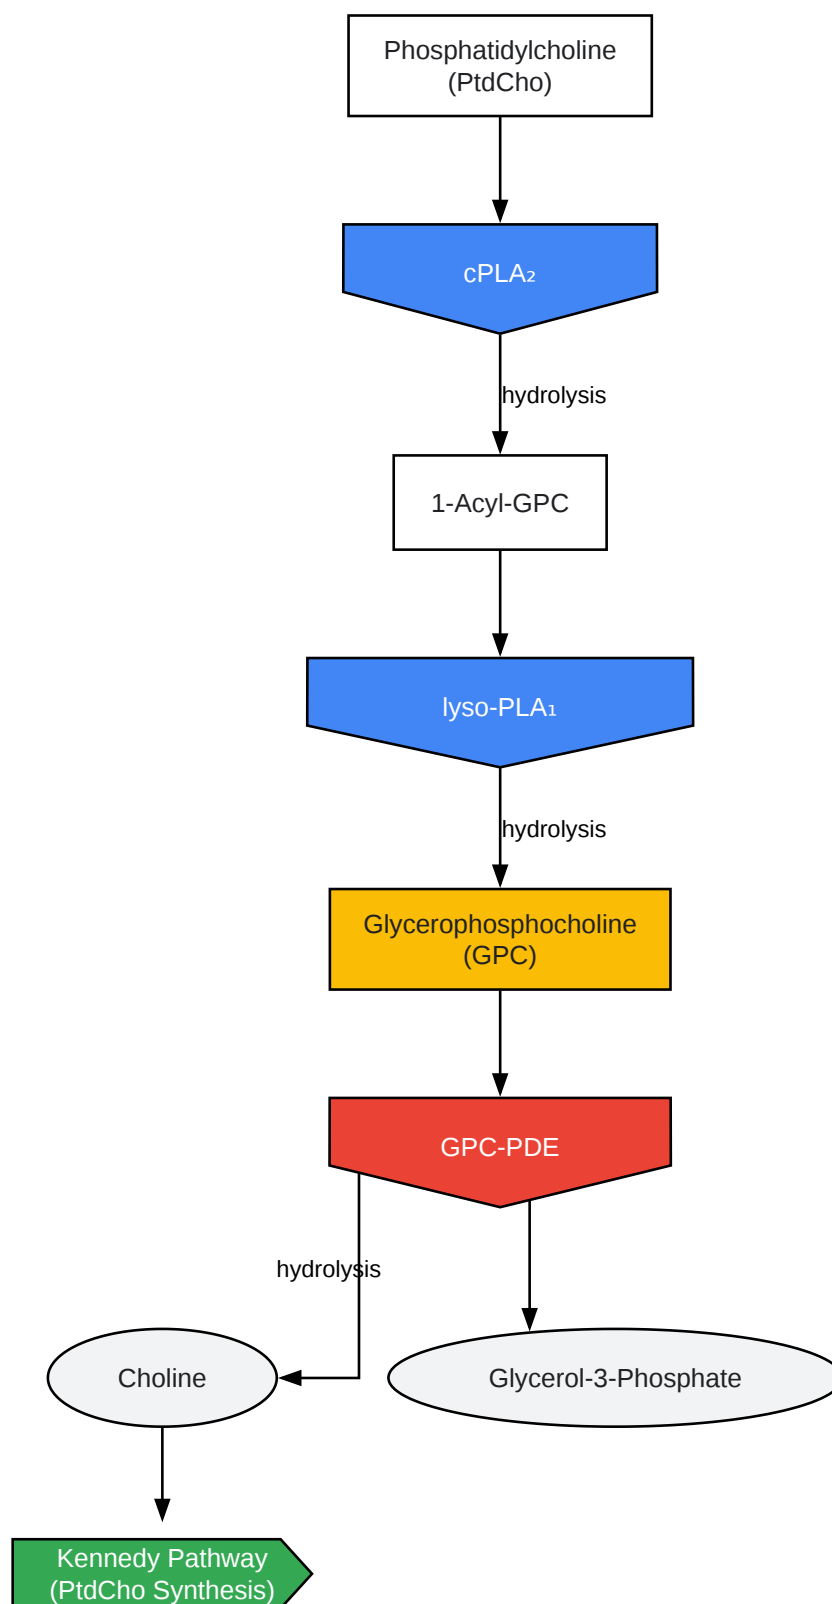 Phosphatidylcholine
(PtdCho)
cPLA₂
hydrolysis
1-Acyl-GPC
lyso-PLA₁
hydrolysis
Glycerophosphocholine
(GPC)
GPC-PDE
hydrolysis
Choline
Glycerol-3-Phosphate
Kennedy Pathway
(PtdCho Synthesis)